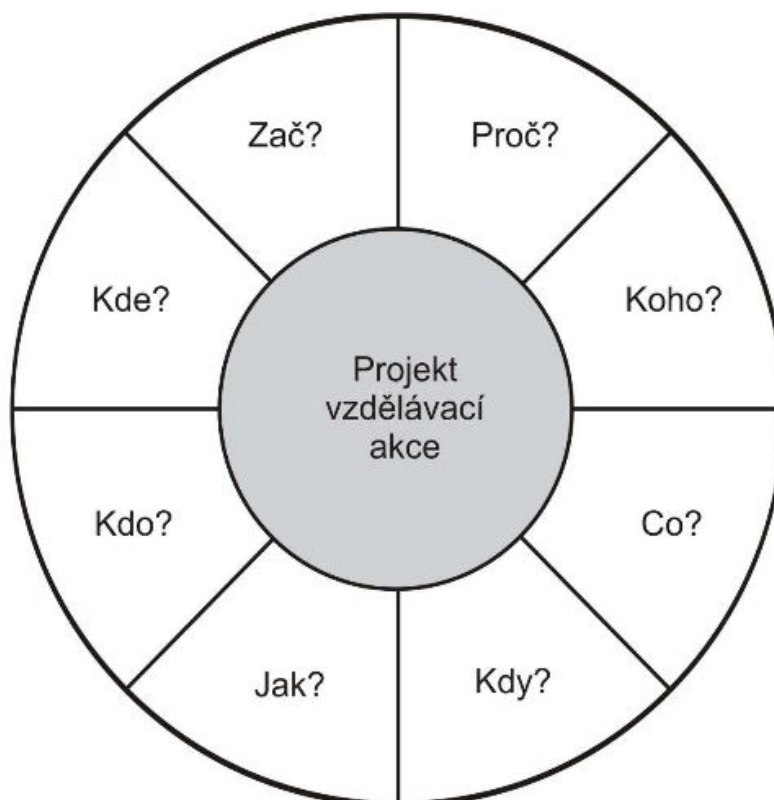 Zač?
Proč?
Kde?
Koho?
Projekt
vzdělávací
akce
Kdo?
Co?
Jak?
Kdy?